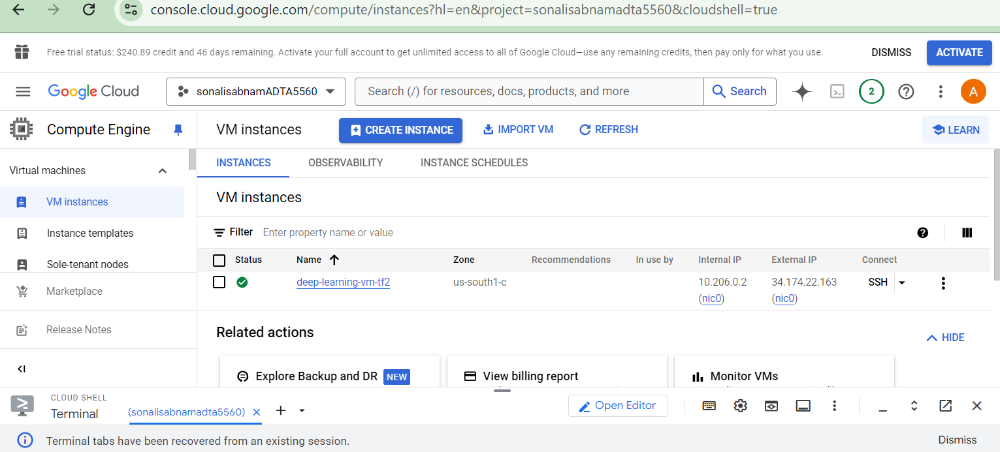 console.cloud.google.com/compute/instances?hl=en&project=sonalisabnamadta5560&cloudshell=true
Free trial status: $240.89 credit and 46 days remaining. Activate your full account to get unlimited access to all of Google Cloud—use any remaining credits, then pay only for what you use.
DISMISS
ACTIVATE
Google Cloud
sonalisabnamADTA5560
Search (/) for resources, docs, products, and more
Search
2
A
Compute Engine
VM instances
CREATE INSTANCE
IMPORT VM
REFRESH
LEARN
Virtual machines
VM instances
Instance templates
Sole-tenant nodes
Marketplace
Release Notes
INSTANCES
OBSERVABILITY
INSTANCE SCHEDULES
VM instances
Filter
Enter property name or value
Status Name Zone Recommendations In use by Internal IP External IP Connect
deep-learning-vm-tf2 us-south1-c 10.206.0.2 34.174.22.163 SSH
(nic0) (nic0)
Related actions
HIDE
Explore Backup and DR NEW
View billing report
Monitor VMs
CLOUD SHELL
Terminal
(sonalisabnamadta5560)
Open Editor
Terminal tabs have been recovered from an existing session.
Dismiss